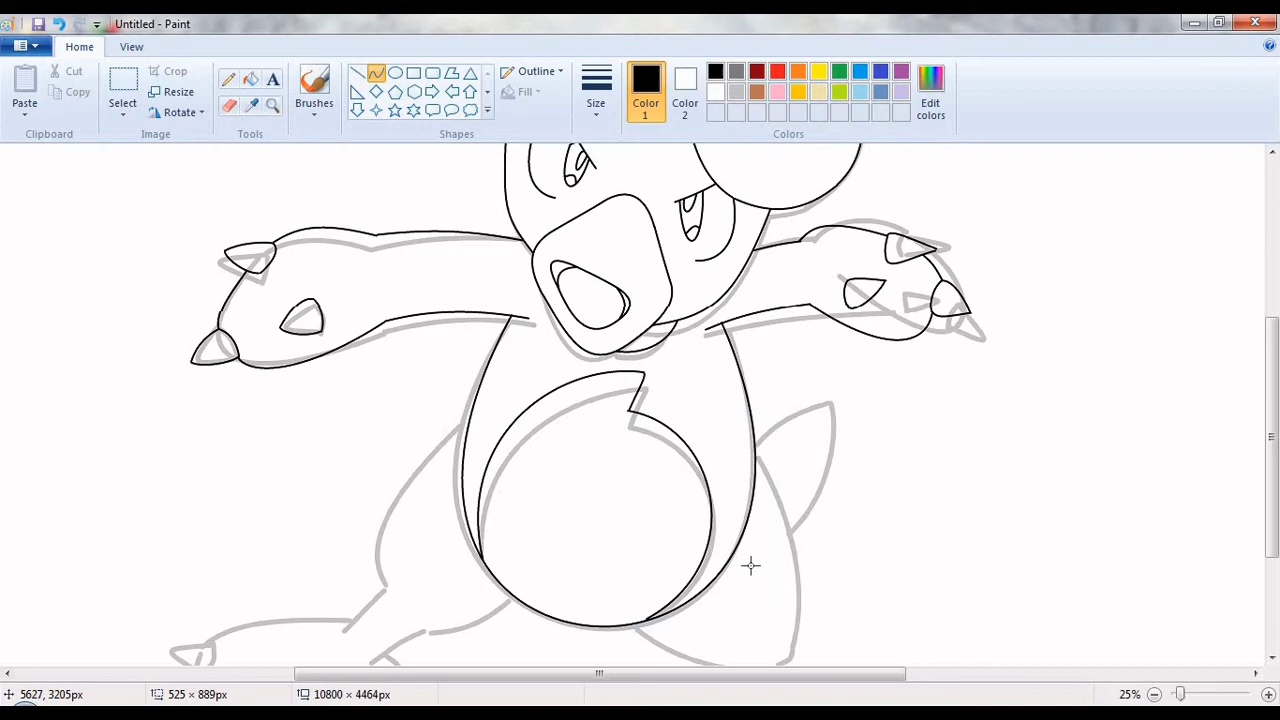 Untitled - Paint
Home View
Paste
Cut
Copy
Clipboard
Select
Crop
Resize
Rotate
Image
A
Tools
Brushes
Outline
Fill
Shapes
Size
Color 1
Color 2
Edit colors
Colors
5627, 3205px
525 × 889px
10800 × 4464px
25%